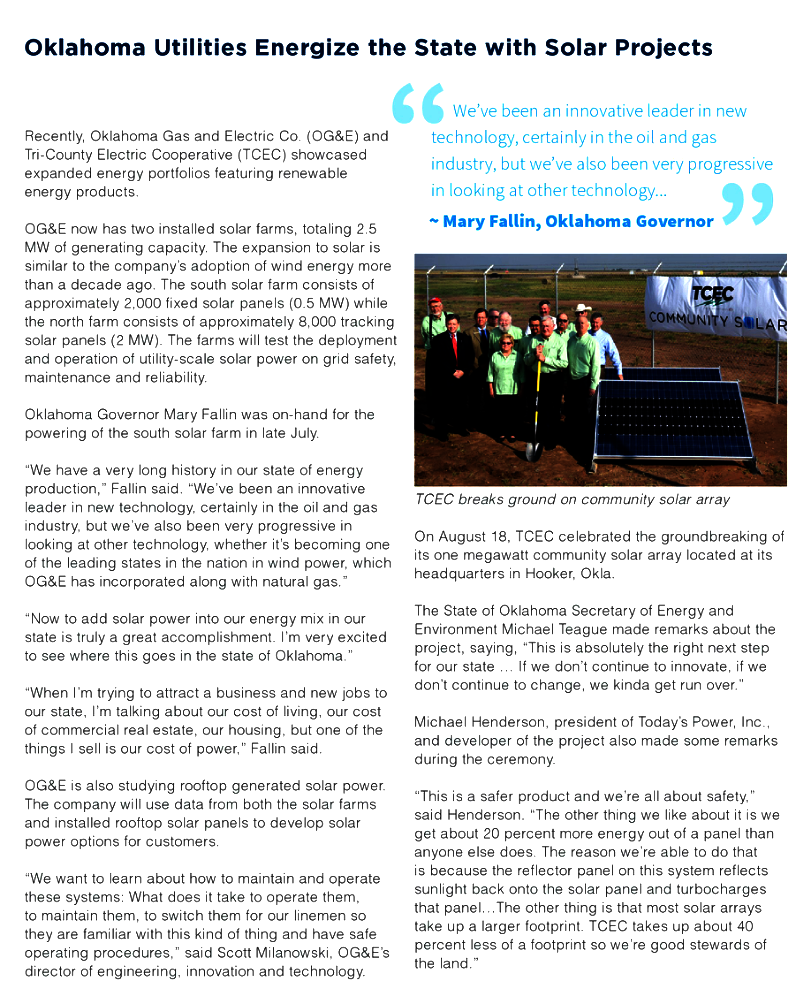 Oklahoma Utilities Energize the State with Solar Projects
Recently, Oklahoma Gas and Electric Co. (OG&E) and
Tri-County Electric Cooperative (TCEC) showcased
expanded energy portfolios featuring renewable
energy products.
OG&E now has two installed solar farms, totaling 2.5
MW of generating capacity. The expansion to solar is
similar to the company's adoption of wind energy more
than a decade ago. The south solar farm consists of
approximately 2,000 fixed solar panels (0.5 MW) while
the north farm consists of approximately 8,000 tracking
solar panels (2 MW). The farms will test the deployment
and operation of utility-scale solar power on grid safety,
maintenance and reliability.
Oklahoma Governor Mary Fallin was on-hand for the
powering of the south solar farm in late July.
“We have a very long history in our state of energy
production,” Fallin said. “We've been an innovative
leader in new technology, certainly in the oil and gas
industry, but we've also been very progressive in
looking at other technology, whether it's becoming one
of the leading states in the nation in wind power, which
OG&E has incorporated along with natural gas.”
“Now to add solar power into our energy mix in our
state is truly a great accomplishment. I'm very excited
to see where this goes in the state of Oklahoma.”
“When I'm trying to attract a business and new jobs to
our state, I'm talking about our cost of living, our cost
of commercial real estate, our housing, but one of the
things I sell is our cost of power,” Fallin said.
OG&E is also studying rooftop generated solar power.
The company will use data from both the solar farms
and installed rooftop solar panels to develop solar
power options for customers.
“We want to learn about how to maintain and operate
these systems: What does it take to operate them,
to maintain them, to switch them for our linemen so
they are familiar with this kind of thing and have safe
operating procedures,” said Scott Milanowski, OG&E's
director of engineering, innovation and technology.
“ We've been an innovative leader in new
technology, certainly in the oil and gas
industry, but we've also been very progressive
in looking at other technology... ”
~ Mary Fallin, Oklahoma Governor
TCEC
COMMUNITY SOLAR
TCEC breaks ground on community solar array
On August 18, TCEC celebrated the groundbreaking of
its one megawatt community solar array located at its
headquarters in Hooker, Okla.
The State of Oklahoma Secretary of Energy and
Environment Michael Teague made remarks about the
project, saying, “This is absolutely the right next step
for our state … If we don't continue to innovate, if we
don't continue to change, we kinda get run over.”
Michael Henderson, president of Today's Power, Inc.,
and developer of the project also made some remarks
during the ceremony.
“This is a safer product and we're all about safety,”
said Henderson. “The other thing we like about it is we
get about 20 percent more energy out of a panel than
anyone else does. The reason we're able to do that
is because the reflector panel on this system reflects
sunlight back onto the solar panel and turbocharges
that panel…The other thing is that most solar arrays
take up a larger footprint. TCEC takes up about 40
percent less of a footprint so we're good stewards of
the land.”